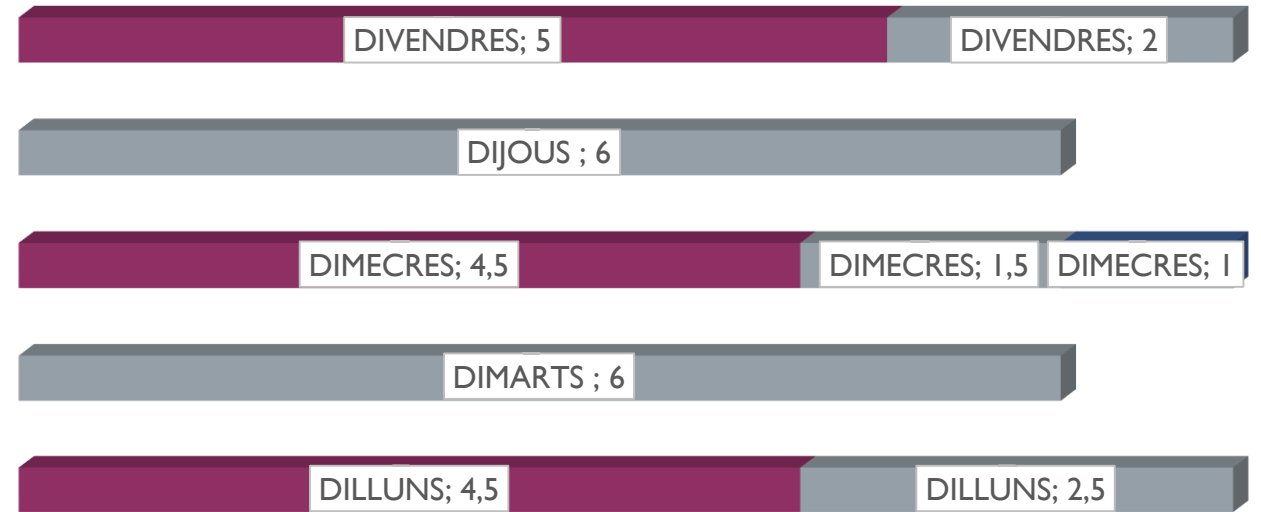 DIVENDRES; 5
DIVENDRES; 2
DIJOUS ; 6
DIMECRES; 4,5
DIMECRES; 1,5
DIMECRES; 1
DIMARTS ; 6
DILLUNS; 4,5
DILLUNS; 2,5